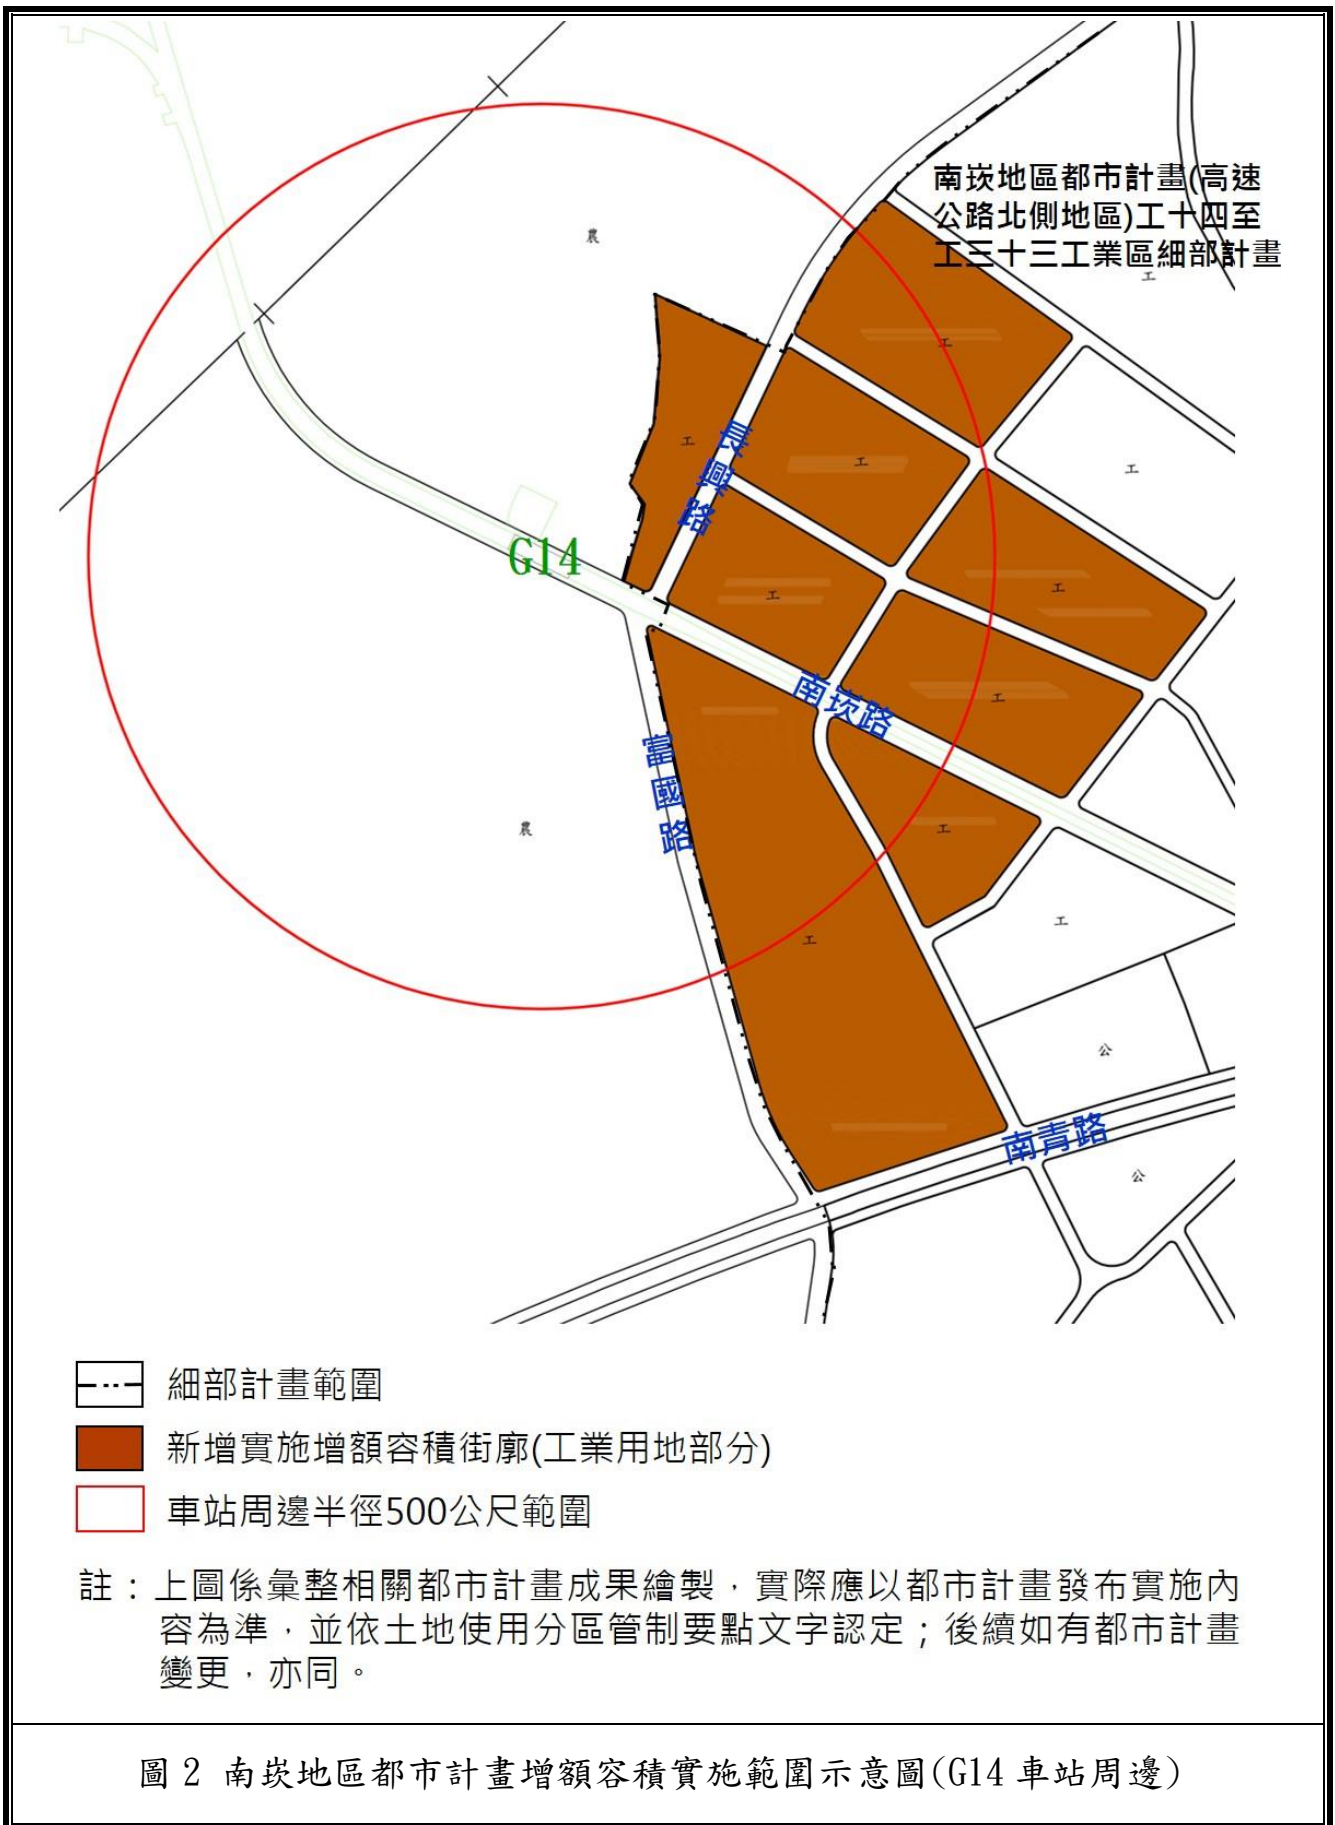 南崁地區都市計畫(高速
公路北側地區)工十四至
工三十三工業區細部計畫
農
工
工
工
工
長興路
工
G14
工
工
工
南崁路
富國路
農
工
工
工
公
南青路
公
細部計畫範圍
新增實施增額容積街廓(工業用地部分)
車站周邊半徑500公尺範圍
註：上圖係彙整相關都市計畫成果繪製，實際應以都市計畫發布實施內
容為準，並依土地使用分區管制要點文字認定；後續如有都市計畫
變更，亦同。
圖 2 南崁地區都市計畫增額容積實施範圍示意圖(G14 車站周邊)